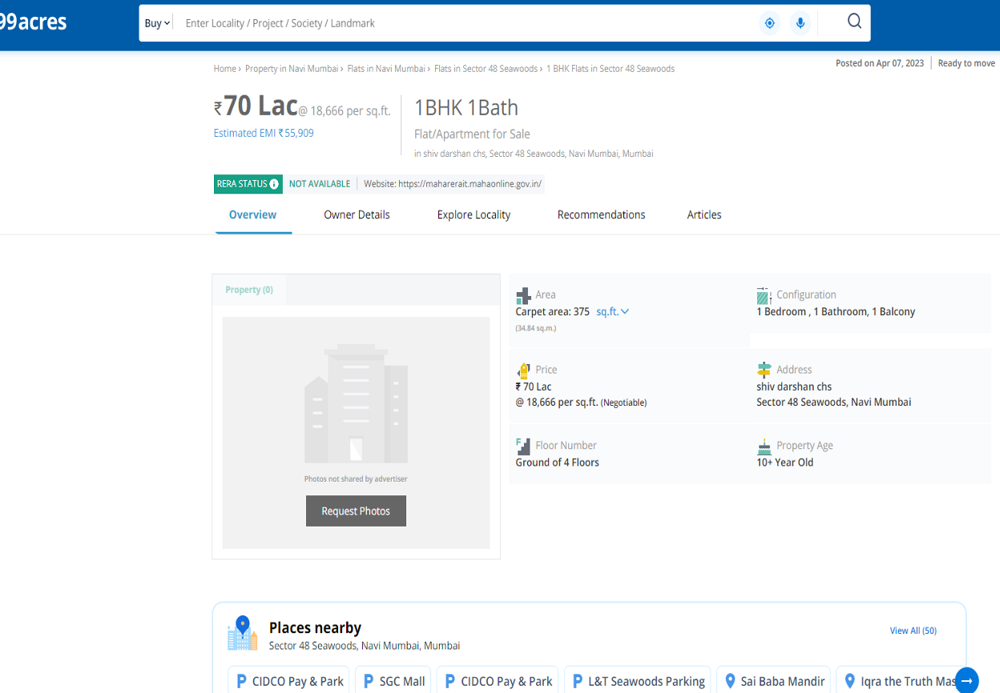 99acres
Buy Enter Locality / Project / Society / Landmark
Home › Property in Navi Mumbai › Flats in Navi Mumbai › Flats in Sector 48 Seawoods › 1 BHK Flats in Sector 48 Seawoods
Posted on Apr 07, 2023 Ready to move
₹70 Lac@ 18,666 per sq.ft.
Estimated EMI ₹55,909
1BHK 1Bath
Flat/Apartment for Sale
in shiv darshan chs, Sector 48 Seawoods, Navi Mumbai, Mumbai
RERA STATUS NOT AVAILABLE Website: https://maharerait.mahaonline.gov.in/
Overview Owner Details Explore Locality Recommendations Articles
Property (0)
Photos not shared by advertiser
Request Photos
Area
Carpet area: 375 sq.ft.
(34.84 sq.m.)
Configuration
1 Bedroom , 1 Bathroom, 1 Balcony
Price
₹ 70 Lac
@ 18,666 per sq.ft. (Negotiable)
Address
shiv darshan chs
Sector 48 Seawoods, Navi Mumbai
Floor Number
Ground of 4 Floors
Property Age
10+ Year Old
Places nearby
Sector 48 Seawoods, Navi Mumbai, Mumbai
View All (50)
P CIDCO Pay & Park P SGC Mall P CIDCO Pay & Park P L&T Seawoods Parking Sai Baba Mandir Iqra the Truth Mas